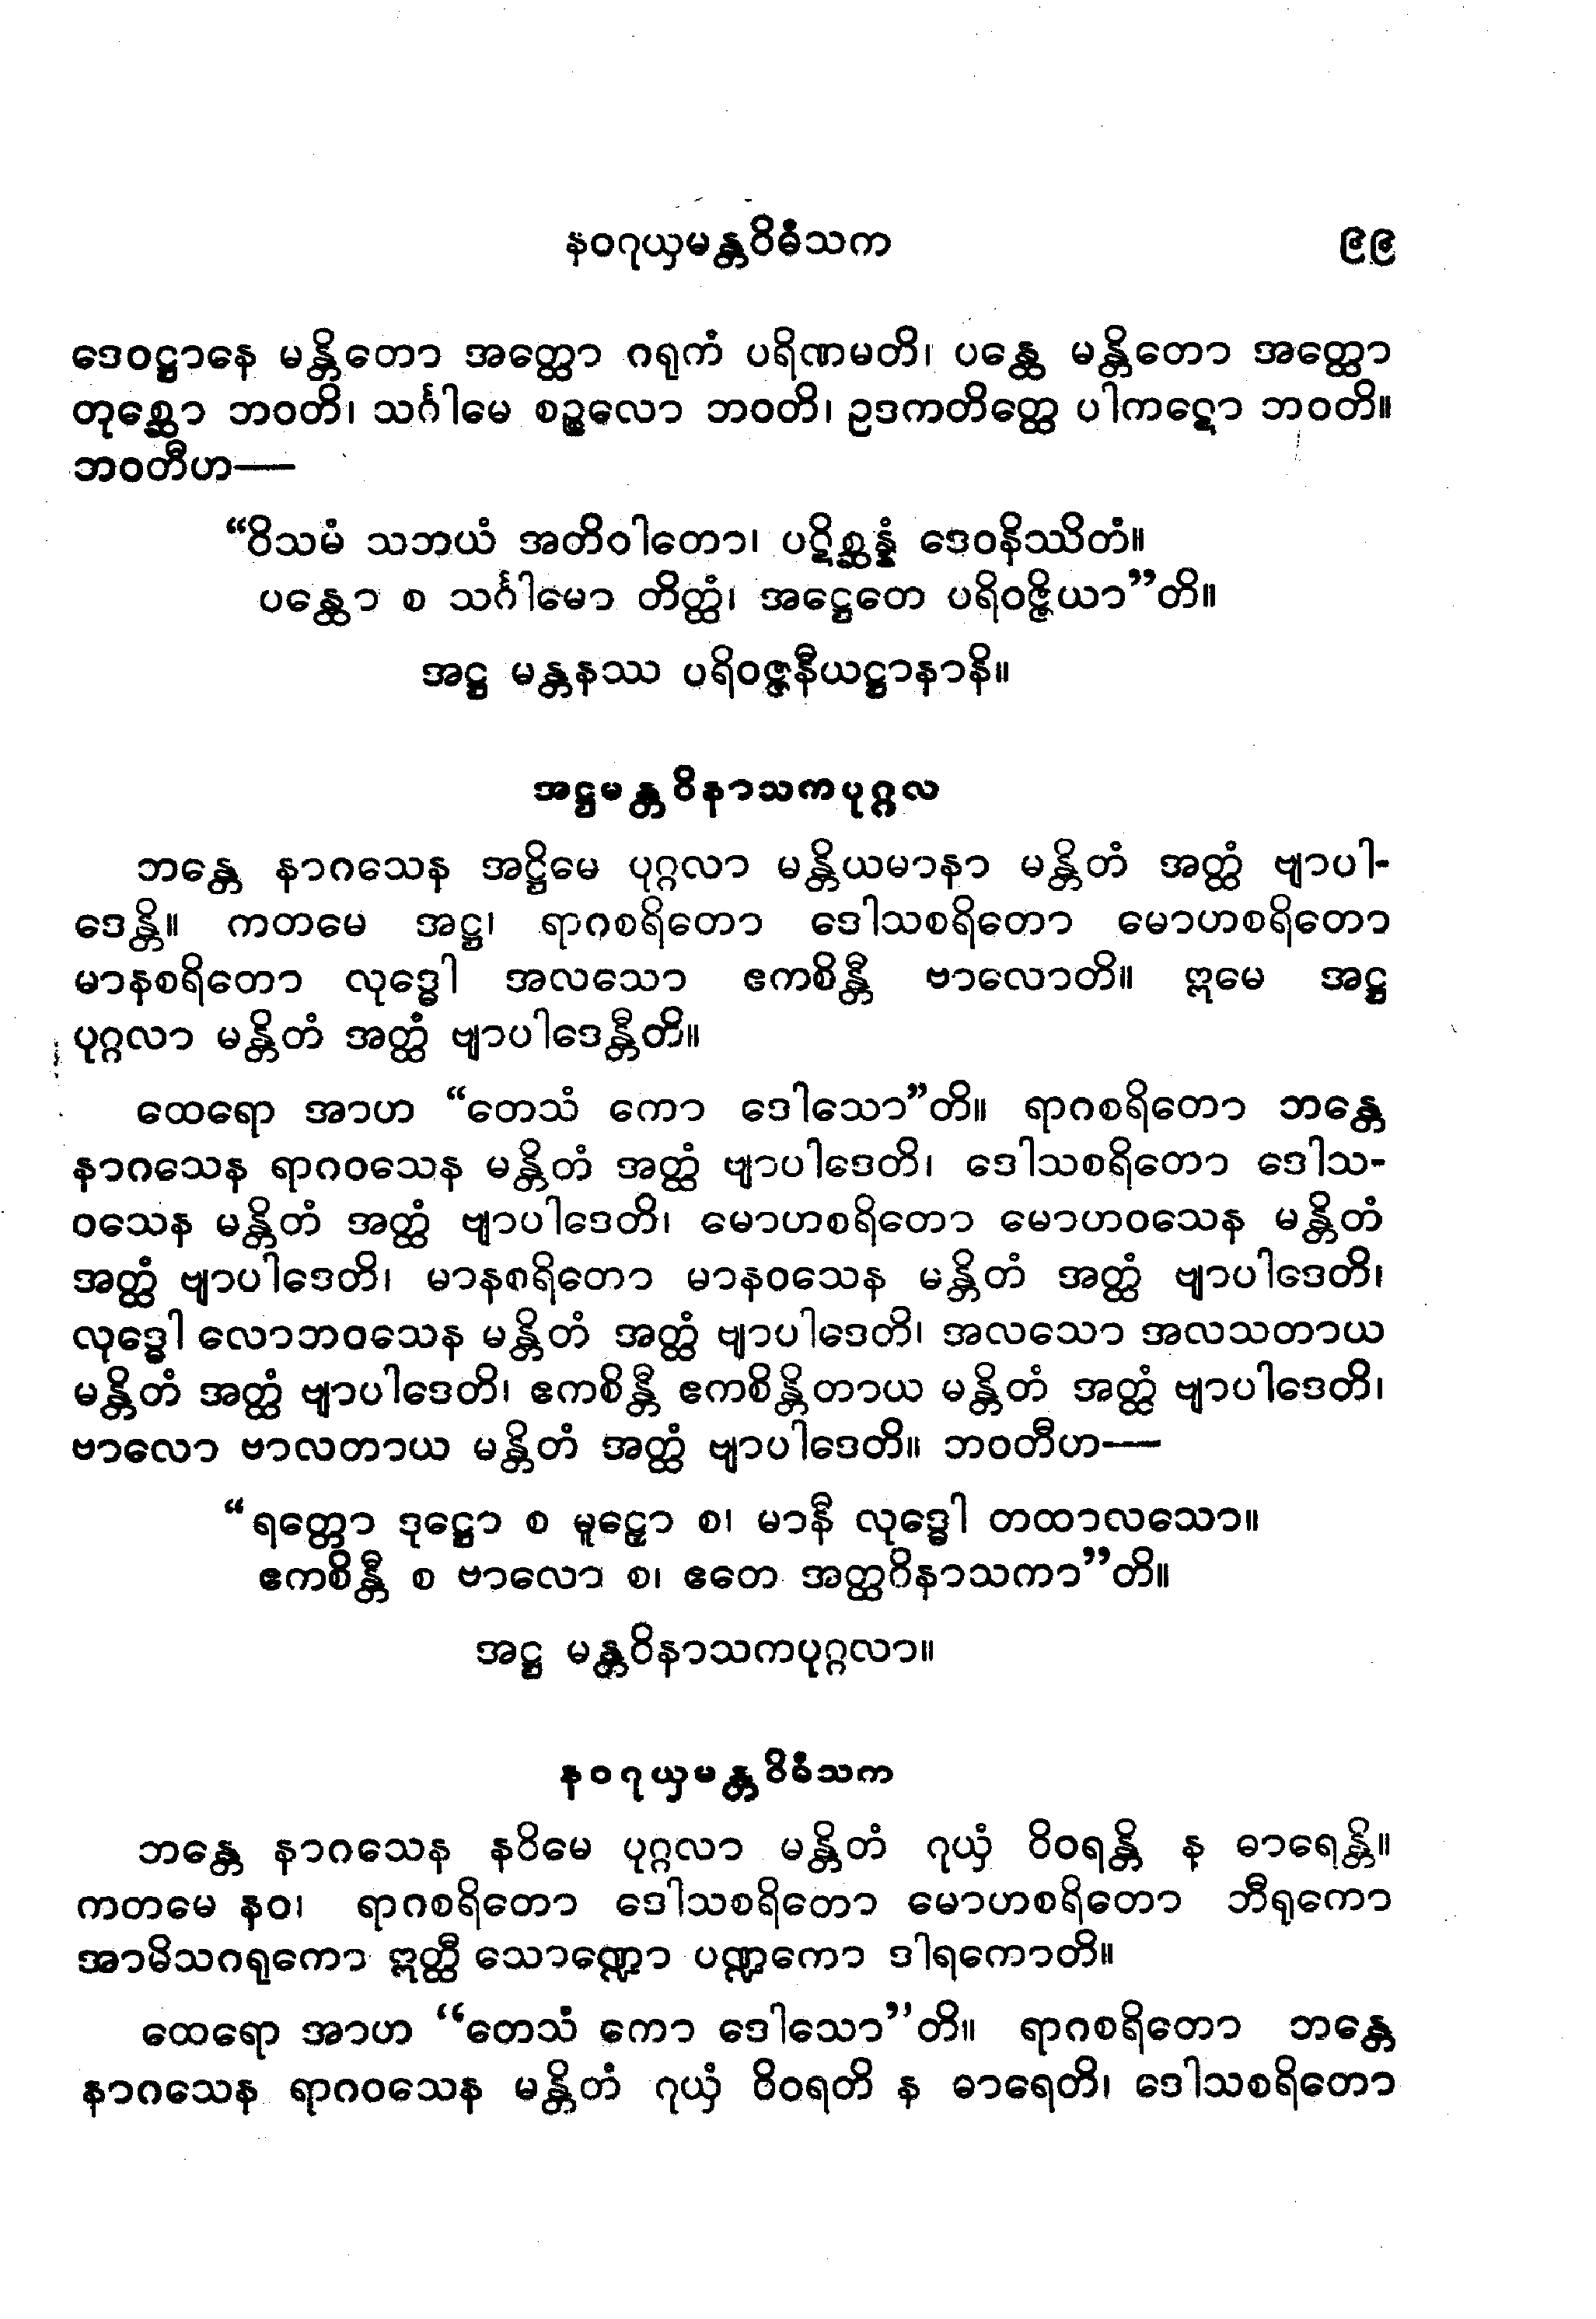 နဝဂုယှမန္တဝိဓံသက ၉၉
ဒေဝဋ္ဌာနေ မန္တိတော အတ္ထော ဂရုကံ ပရိဏမတိ၊ ပန္ထေ မန္တိတော အတ္ထော
တုစ္ဆော ဘဝတိ၊ သင်္ဂါမေ စဉ္စလော ဘဝတိ၊ ဥဒကတိတ္ထေ ပါကဋော ဘဝတိ။
ဘဝတီဟ—
“ဝိသမံ သဘယံ အတိဝါတော၊ ပဋိစ္ဆန္နံ ဒေဝနိဿိတံ။
ပန္ထော စ သင်္ဂါမော တိတ္ထံ၊ အဋ္ဌေတေ ပရိဝဇ္ဇိယာ”တိ။
အဋ္ဌ မန္တနဿ ပရိဝဇ္ဇနီယဋ္ဌာနာနိ။
အဋ္ဌမန္တဝိနာသကပုဂ္ဂလ
ဘန္တေ နာဂသေန အဋ္ဌိမေ ပုဂ္ဂလာ မန္တိယမာနာ မန္တိတံ အတ္ထံ ဗျာပါ-
ဒေန္တိ။ ကတမေ အဋ္ဌ၊ ရာဂစရိတော ဒေါသစရိတော မောဟစရိတော
မာနစရိတော လုဒ္ဓေါ အလသော ဧကစိန္တီ ဗာလောတိ။ ဣမေ အဋ္ဌ
ပုဂ္ဂလာ မန္တိတံ အတ္ထံ ဗျာပါဒေန္တီတိ။
ထေရော အာဟ “တေသံ ကော ဒေါသော”တိ။ ရာဂစရိတော ဘန္တေ
နာဂသေန ရာဂဝသေန မန္တိတံ အတ္ထံ ဗျာပါဒေတိ၊ ဒေါသစရိတော ဒေါသ-
ဝသေန မန္တိတံ အတ္ထံ ဗျာပါဒေတိ၊ မောဟစရိတော မောဟဝသေန မန္တိတံ
အတ္ထံ ဗျာပါဒေတိ၊ မာနစရိတော မာနဝသေန မန္တိတံ အတ္ထံ ဗျာပါဒေတိ၊
လုဒ္ဓေါ လောဘဝသေန မန္တိတံ အတ္ထံ ဗျာပါဒေတိ၊ အလသော အလသတာယ
မန္တိတံ အတ္ထံ ဗျာပါဒေတိ၊ ဧကစိန္တီ ဧကစိန္တိတာယ မန္တိတံ အတ္ထံ ဗျာပါဒေတိ၊
ဗာလော ဗာလတာယ မန္တိတံ အတ္ထံ ဗျာပါဒေတိ။ ဘဝတီဟ—
“ရတ္တော ဒုဋ္ဌော စ မူဠှော စ၊ မာနီ လုဒ္ဓေါ တထာလသော။
ဧကစိန္တီ စ ဗာလော စ၊ ဧတေ အတ္ထဝိနာသကာ”တိ။
အဋ္ဌ မန္တဝိနာသကပုဂ္ဂလာ။
နဝဂုယှမန္တဝိဓံသက
ဘန္တေ နာဂသေန နဝိမေ ပုဂ္ဂလာ မန္တိတံ ဂုယှံ ဝိဝရန္တိ န ဓာရေန္တိ။
ကတမေ နဝ၊ ရာဂစရိတော ဒေါသစရိတော မောဟစရိတော ဘီရုကော
အာမိသဂရုကော ဣတ္ထီ သောဏ္ဍော ပဏ္ဍကော ဒါရကောတိ။
ထေရော အာဟ “တေသံ ကော ဒေါသော”တိ။ ရာဂစရိတော ဘန္တေ
နာဂသေန ရာဂဝသေန မန္တိတံ ဂုယှံ ဝိဝရတိ န ဓာရေတိ၊ ဒေါသစရိတော